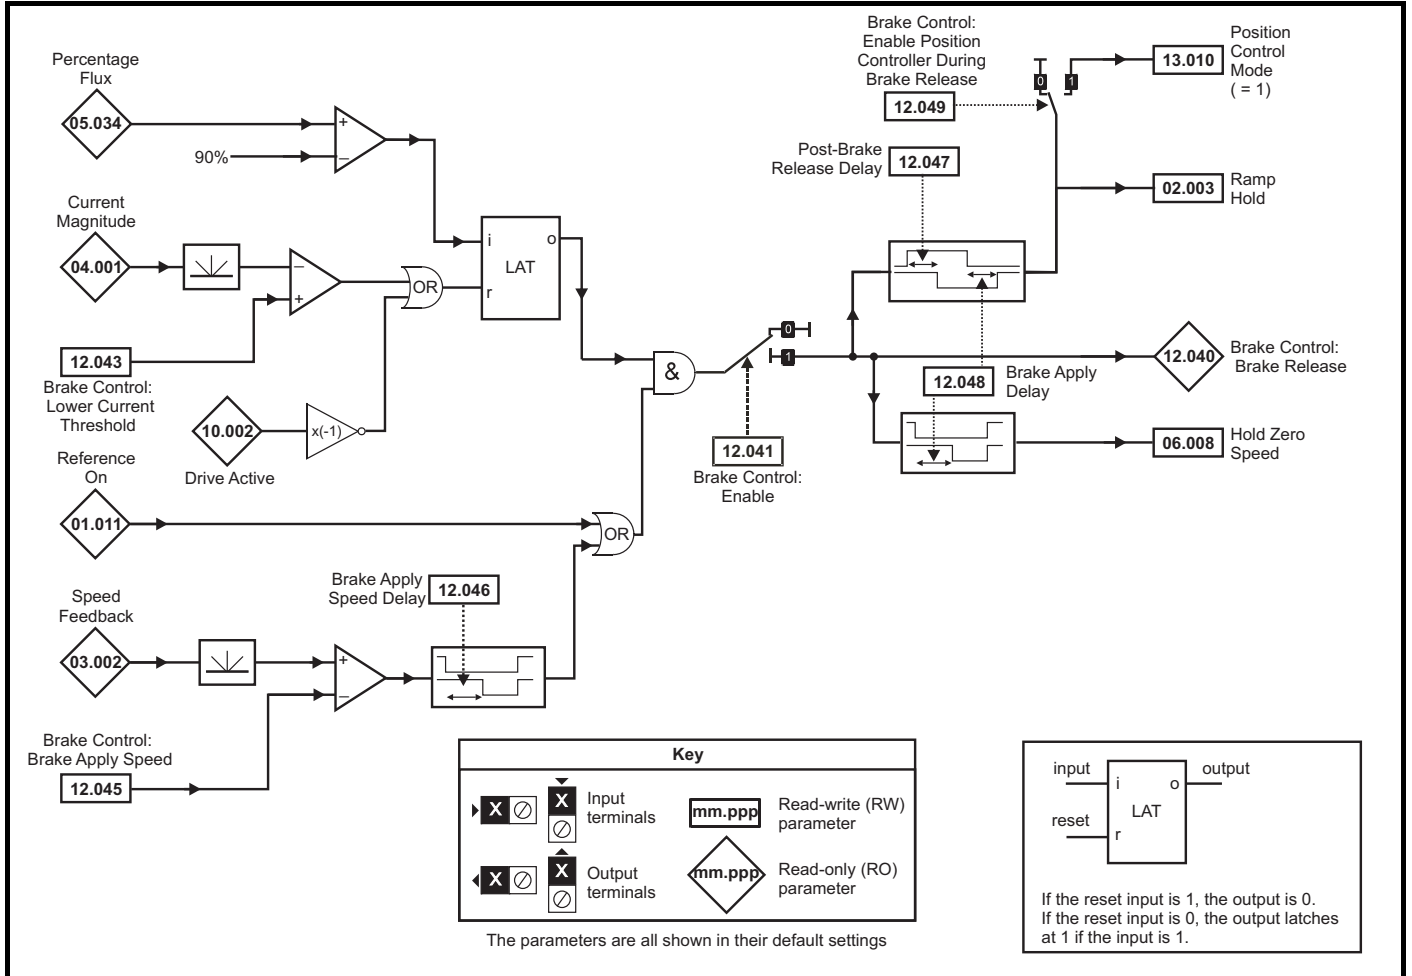 Percentage
Flux
05.034
90%
+
–
Current
Magnitude
04.001
–
+
12.043
Brake Control:
Lower Current
Threshold
OR
10.002
Drive Active
x(-1)
i
o
LAT
r
Reference
On
01.011
OR
&
Speed
Feedback
03.002
+
–
Brake Apply
Speed Delay
12.046
Brake Control:
Brake Apply Speed
12.045
0
1
12.041
Brake Control:
Enable
Brake Control:
Enable Position
Controller During
Brake Release
12.049
0
1
13.010
Position
Control
Mode
( = 1)
Post-Brake
Release Delay
12.047
02.003
Ramp
Hold
12.040
Brake Control:
Brake Release
12.048
Brake Apply
Delay
06.008
Hold Zero
Speed
Key
X
X
Input
terminals
mm.ppp
Read-write (RW)
parameter
X
X
Output
terminals
mm.ppp
Read-only (RO)
parameter
The parameters are all shown in their default settings
input
i
o
output
LAT
reset
r
If the reset input is 1, the output is 0.
If the reset input is 0, the output latches
at 1 if the input is 1.